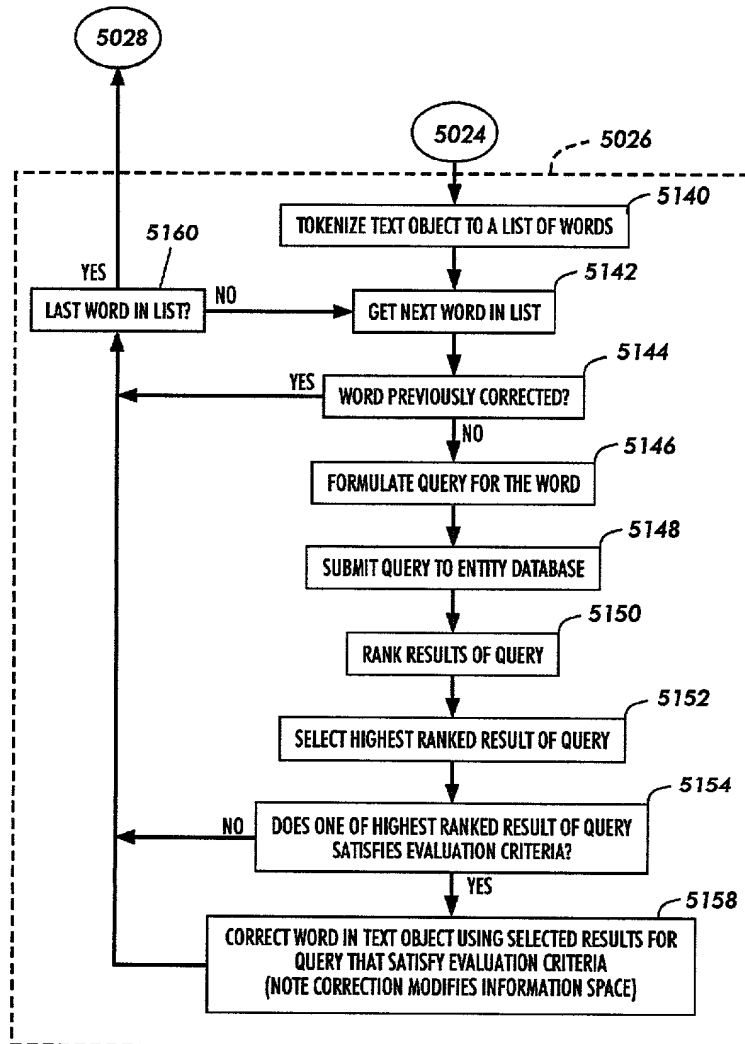 5028
5024
5026
5140
TOKENIZE TEXT OBJECT TO A LIST OF WORDS
5160
YES
LAST WORD IN LIST?
NO
5142
GET NEXT WORD IN LIST
5144
YES
WORD PREVIOUSLY CORRECTED?
NO
5146
FORMULATE QUERY FOR THE WORD
5148
SUBMIT QUERY TO ENTITY DATABASE
5150
RANK RESULTS OF QUERY
5152
SELECT HIGHEST RANKED RESULT OF QUERY
5154
NO
DOES ONE OF HIGHEST RANKED RESULT OF QUERY
SATISFIES EVALUATION CRITERIA?
YES
5158
CORRECT WORD IN TEXT OBJECT USING SELECTED RESULTS FOR
QUERY THAT SATISFY EVALUATION CRITERIA
(NOTE CORRECTION MODIFIES INFORMATION SPACE)